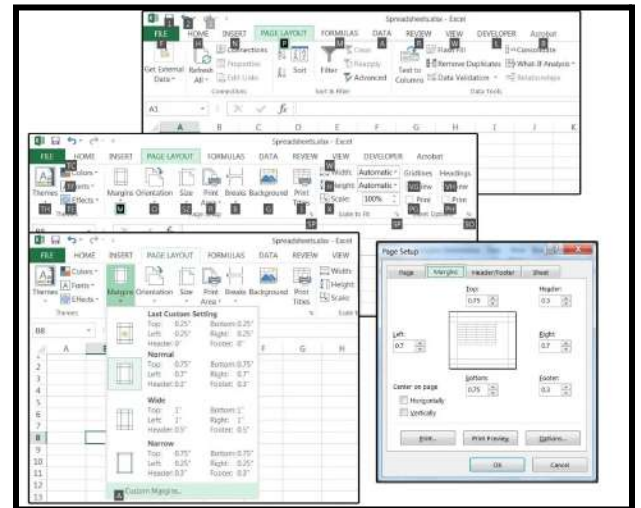 Spreadsheets.xlsx - Excel
FILE HOME INSERT PAGE LAYOUT FORMULAS DATA REVIEW VIEW DEVELOPER Acrobat
Connections
Properties
Edit Links
Get External Data
Refresh All
Connections
Sort
Filter
Clear
Reapply
Advanced
Sort & Filter
Text to Columns
Flash Fill
Remove Duplicates
Data Validation
Consolidate
What-If Analysis
Relationships
Data Tools
A1
fx
A B C D E F G H I J K
Spreadsheets.xlsx - Excel
FILE HOME INSERT PAGE LAYOUT FORMULAS DATA REVIEW VIEW DEVELOPER Acrobat
Themes
Colors
Fonts
Effects
Margins Orientation Size Print Area Breaks Background Print Titles
Width: Automatic
Height: Automatic
Scale: 100%
Gridlines Headings
View View
Print Print
Spreadsheets.xlsx - Excel
FILE HOME INSERT PAGE LAYOUT FORMULAS DATA REVIEW VIEW
Themes
Colors
Fonts
Effects
Themes
Margins Orientation Size Print Area Breaks Background Print Titles
Width
Height
Scale
B8
A F G H
Last Custom Setting
Top: 0.25" Bottom: 0.25"
Left: 0.25" Right: 0.25"
Header: 0" Footer: 0"
Normal
Top: 0.75" Bottom: 0.75"
Left: 0.7" Right: 0.7"
Header: 0.3" Footer: 0.3"
Wide
Top: 1" Bottom: 1"
Left: 1" Right: 1"
Header: 0.5" Footer: 0.5"
Narrow
Top: 0.75" Bottom: 0.75"
Left: 0.25" Right: 0.25"
Header: 0.3" Footer: 0.3"
Custom Margins...
2
3
4
5
6
7
8
9
10
11
12
13
Page Setup
Page Margins Header/Footer Sheet
Top: Header:
0.75 0.3
Left: Right:
0.7 0.7
Bottom: Footer:
0.75 0.3
Center on page
Horizontally
Vertically
Print... Print Preview Options...
OK Cancel